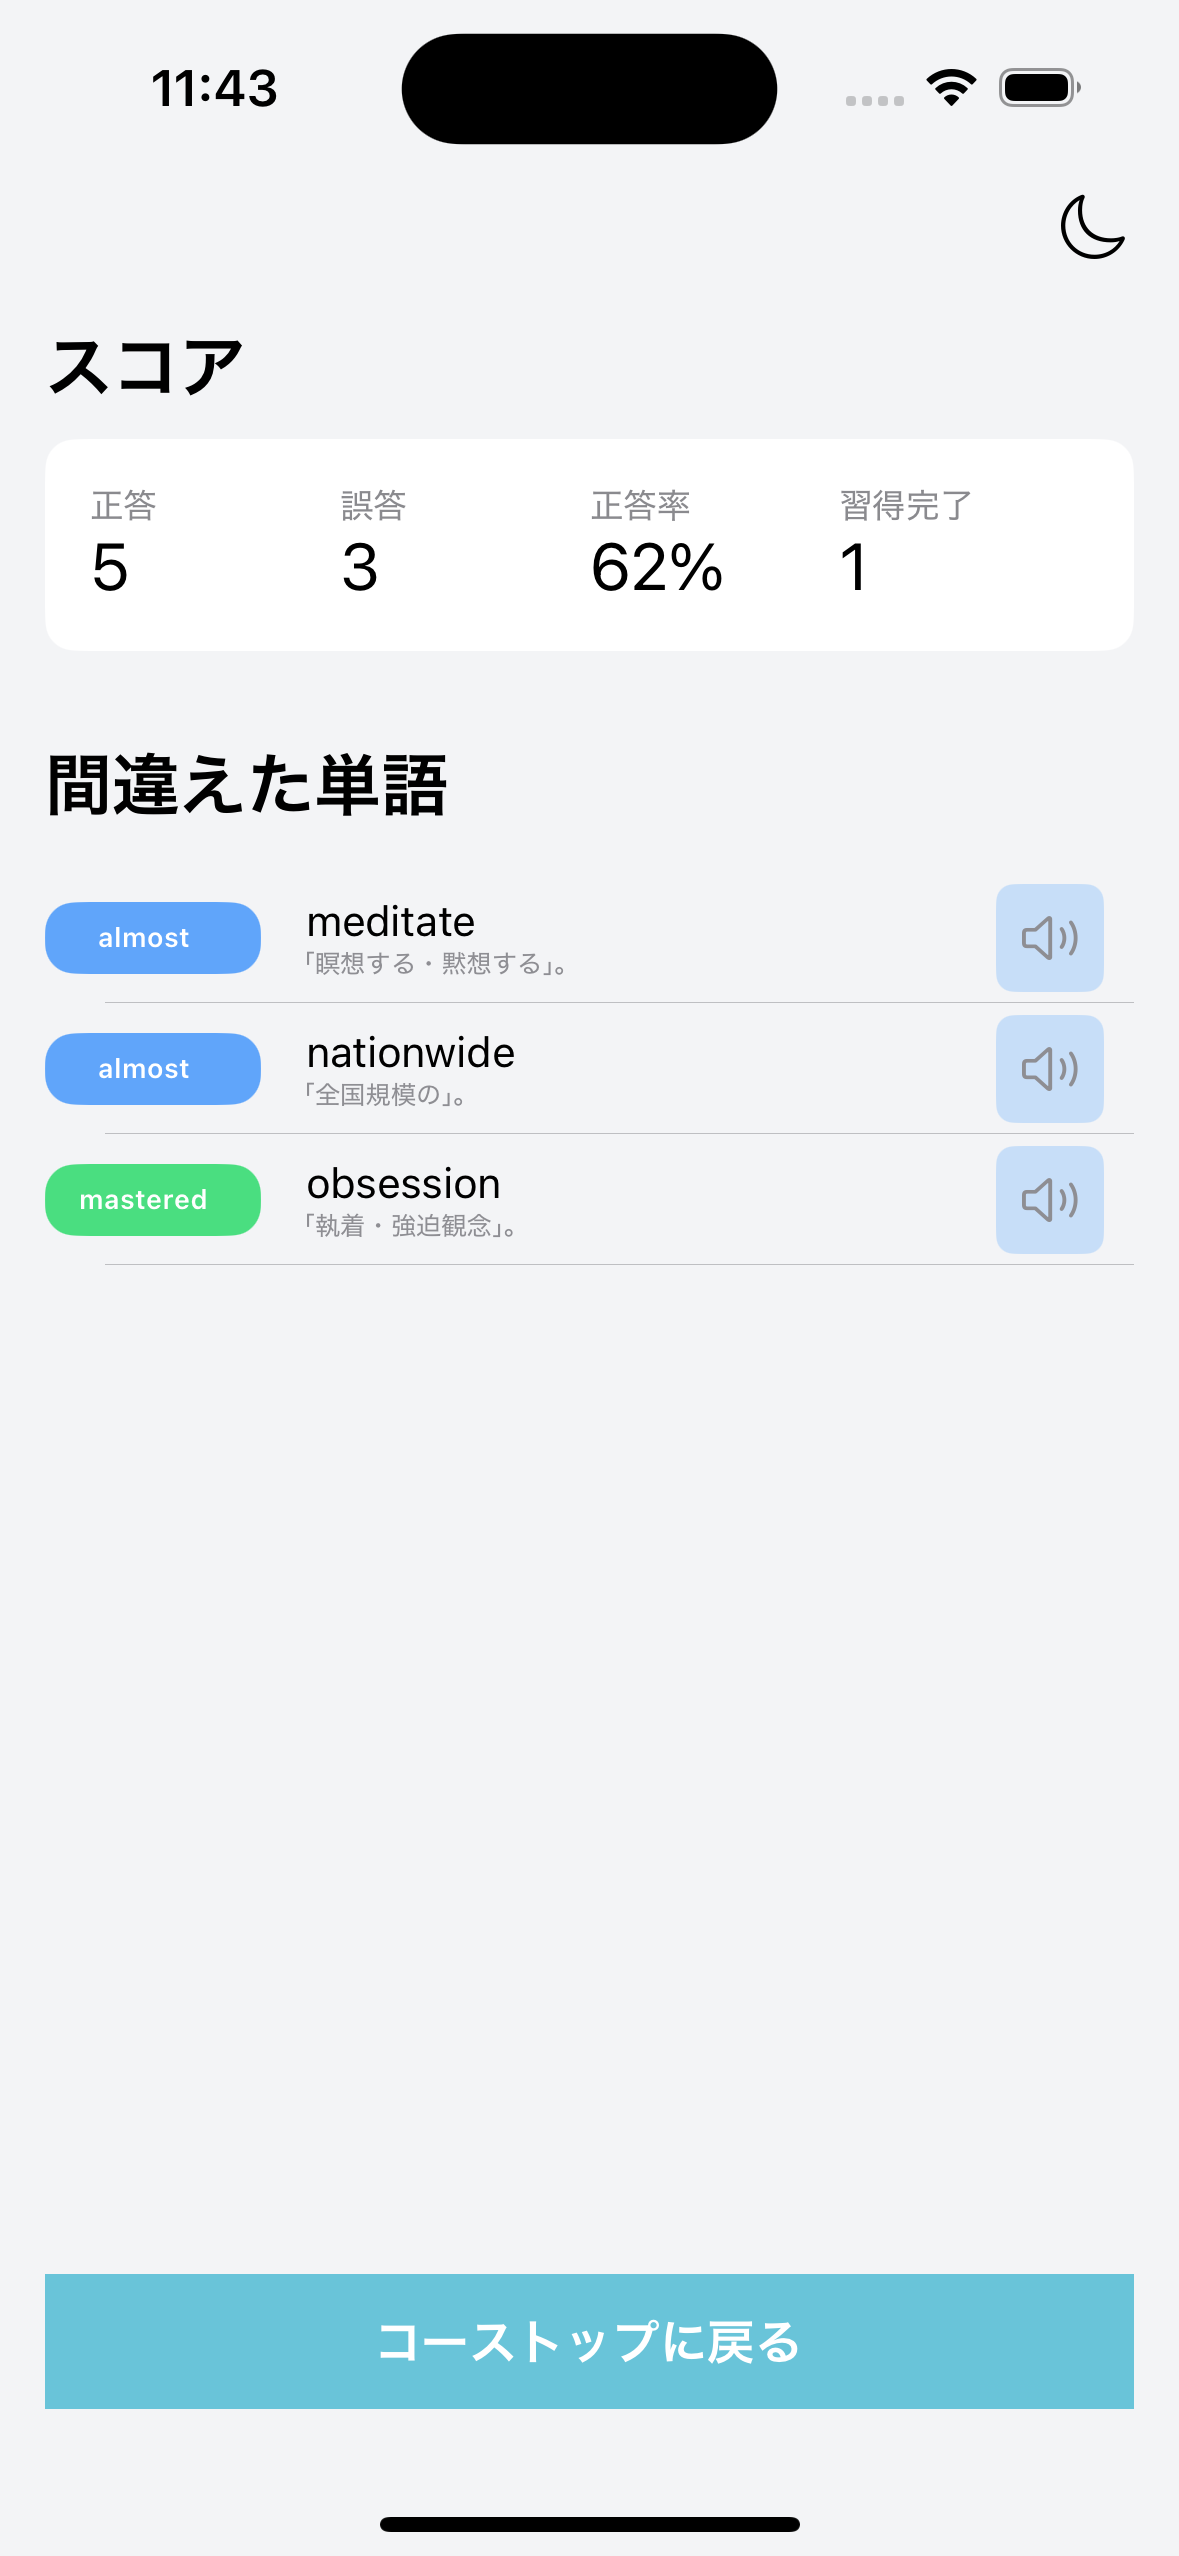 11:43
スコア
正答 誤答 正答率 習得完了
5 3 62% 1
間違えた単語
almost meditate
「瞑想する・黙想する」。
almost nationwide
「全国規模の」。
mastered obsession
「執着・強迫観念」。
コーストップに戻る